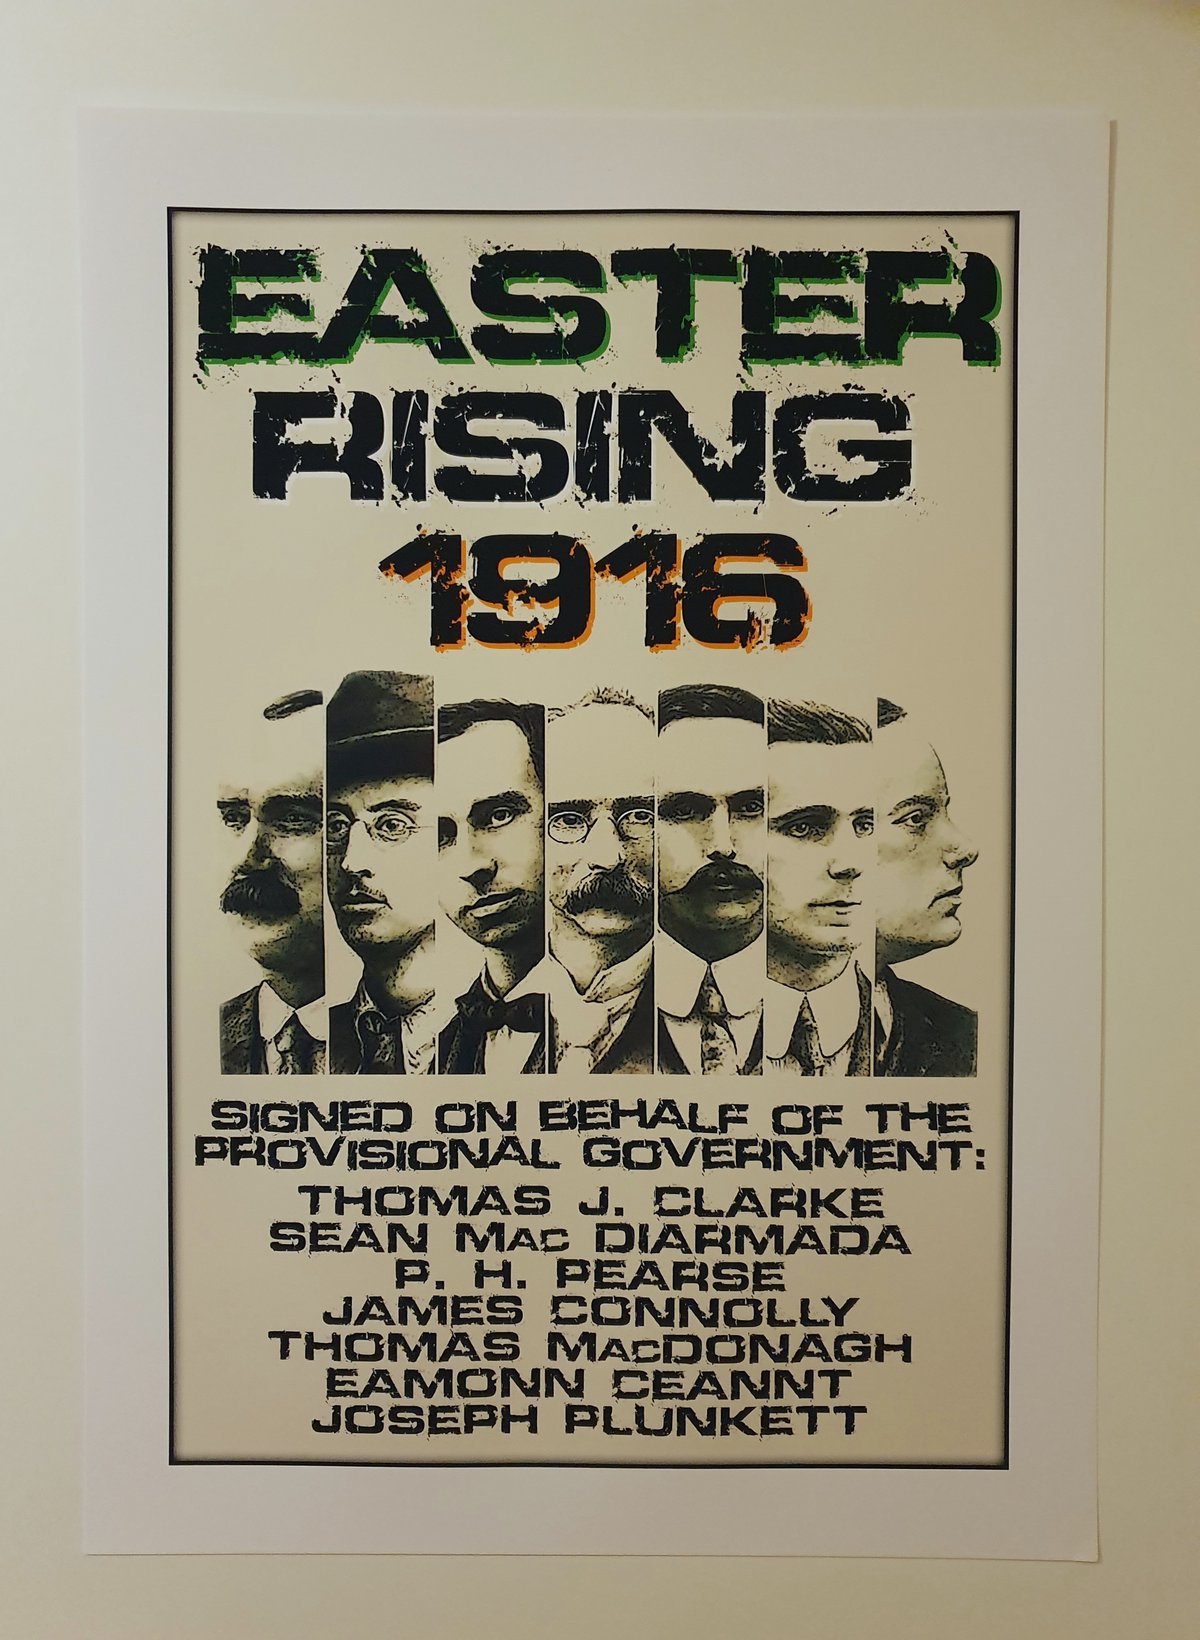 EASTER
RISING
1916
SIGNED ON BEHALF OF THE
PROVISIONAL GOVERNMENT:
THOMAS J. CLARKE
SEAN MAC DIARMADA
P. H. PEARSE
JAMES CONNOLLY
THOMAS MACDONAGH
EAMONN CEANNT
JOSEPH PLUNKETT